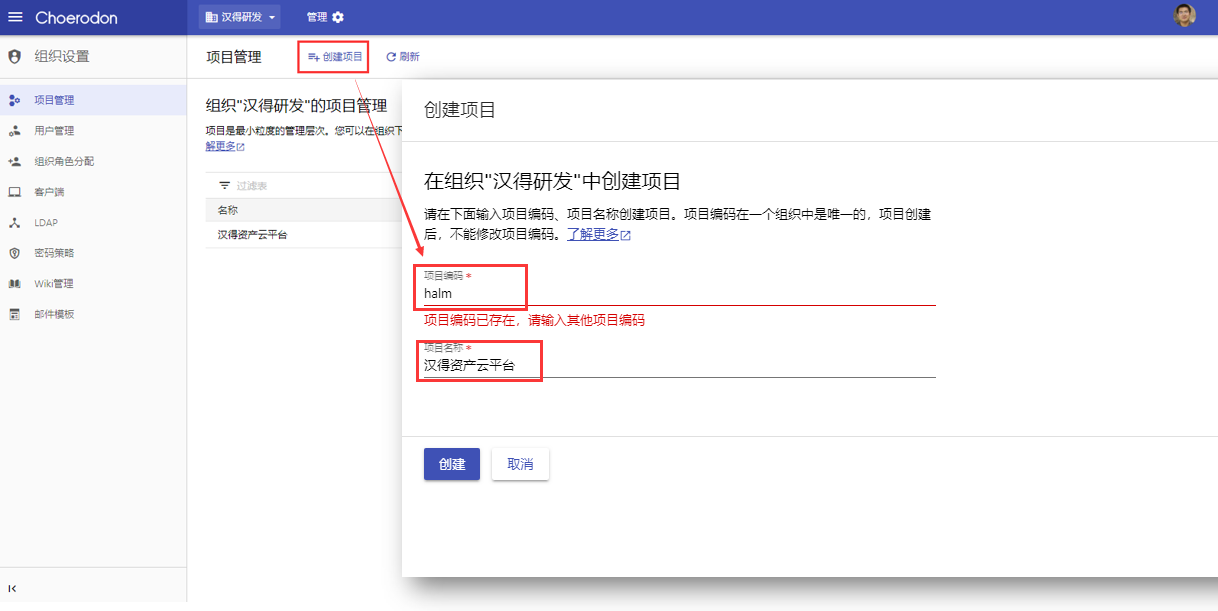 Choerodon
汉得研发
管理
组织设置
项目管理
创建项目
刷新
项目管理
用户管理
组织角色分配
客户端
LDAP
密码策略
Wiki管理
邮件模板
组织"汉得研发"的项目管理
项目是最小粒度的管理层次。您可以在组织下
解更多
过滤表
名称
汉得资产云平台
创建项目
在组织"汉得研发"中创建项目
请在下面输入项目编码、项目名称创建项目。项目编码在一个组织中是唯一的，项目创建
后，不能修改项目编码。了解更多
项目编码 *
halm
项目编码已存在，请输入其他项目编码
项目名称 *
汉得资产云平台
创建
取消